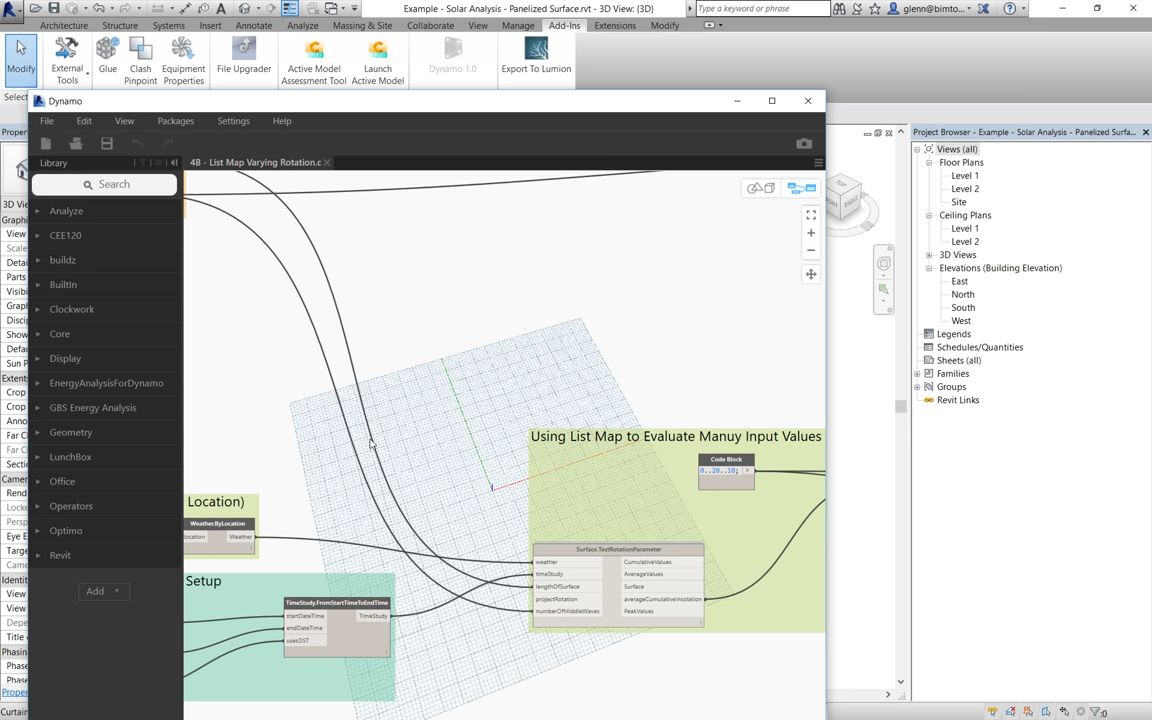 Example - Solar Analysis - Panelized Surface.rvt - 3D View: {3D}
Type a keyword or phrase
glenn@bimto...
Architecture Structure Systems Insert Annotate Analyze Massing & Site Collaborate View Manage Add-Ins Extensions Modify
Modify
External Tools
Glue
Clash Pinpoint
Equipment Properties
File Upgrader
Active Model Assessment Tool
Launch Active Model
Dynamo 1.0
Export To Lumion
Select
Dynamo
File Edit View Packages Settings Help
Library
4B - List Map Varying Rotation.c
Search
Analyze
CEE120
buildz
BuiltIn
Clockwork
Core
Display
EnergyAnalysisForDynamo
GBS Energy Analysis
Geometry
LunchBox
Office
Operators
Optimo
Revit
Add
Location)
Weather.ByLocation
location Weather
Setup
TimeStudy.FromStartTimeToEndTime
startDateTime TimeStudy
endDateTime
usesDST
Using List Map to Evaluate Manuy Input Values
Code Block
0..20..10; >
Surface.TestRotationParameter
weather CumulativeValues
timeStudy AverageValues
lengthOfSurface Surface
projectRotation averageCumulativeInsolation
numberOfMiddleWaves PeakValues
TOP
RIGHT
Project Browser - Example - Solar Analysis - Panelized Surfa...
Views (all)
Floor Plans
Level 1
Level 2
Site
Ceiling Plans
Level 1
Level 2
3D Views
Elevations (Building Elevation)
East
North
South
West
Legends
Schedules/Quantities
Sheets (all)
Families
Groups
Revit Links
:0